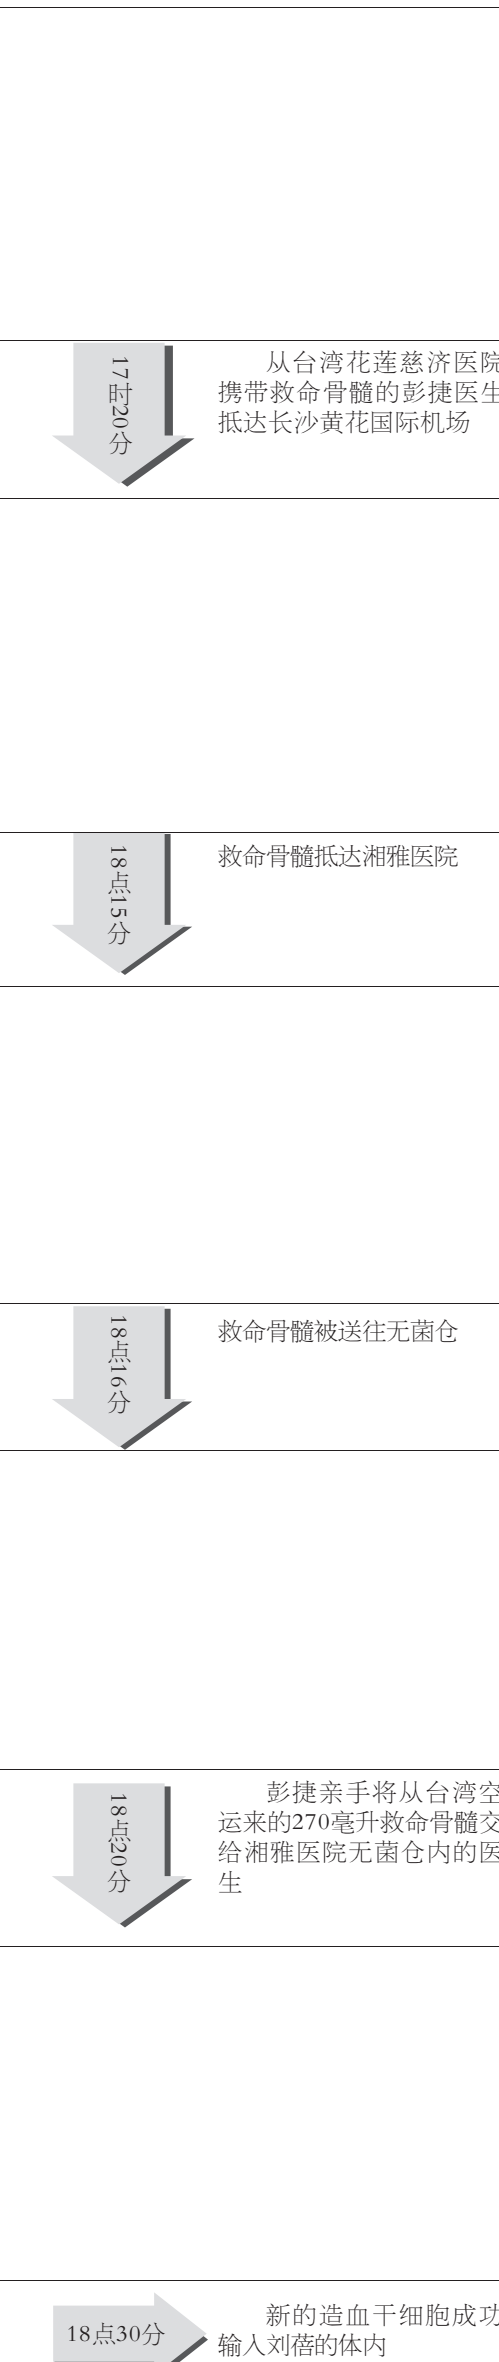 17时20分
从台湾花莲慈济医院
携带救命骨髓的彭捷医生
抵达长沙黄花国际机场
18点15分
救命骨髓抵达湘雅医院
18点16分
救命骨髓被送往无菌仓
18点20分
彭捷亲手将从台湾空
运来的270毫升救命骨髓交
给湘雅医院无菌仓内的医
生
18点30分
新的造血干细胞成功
输入刘蓓的体内